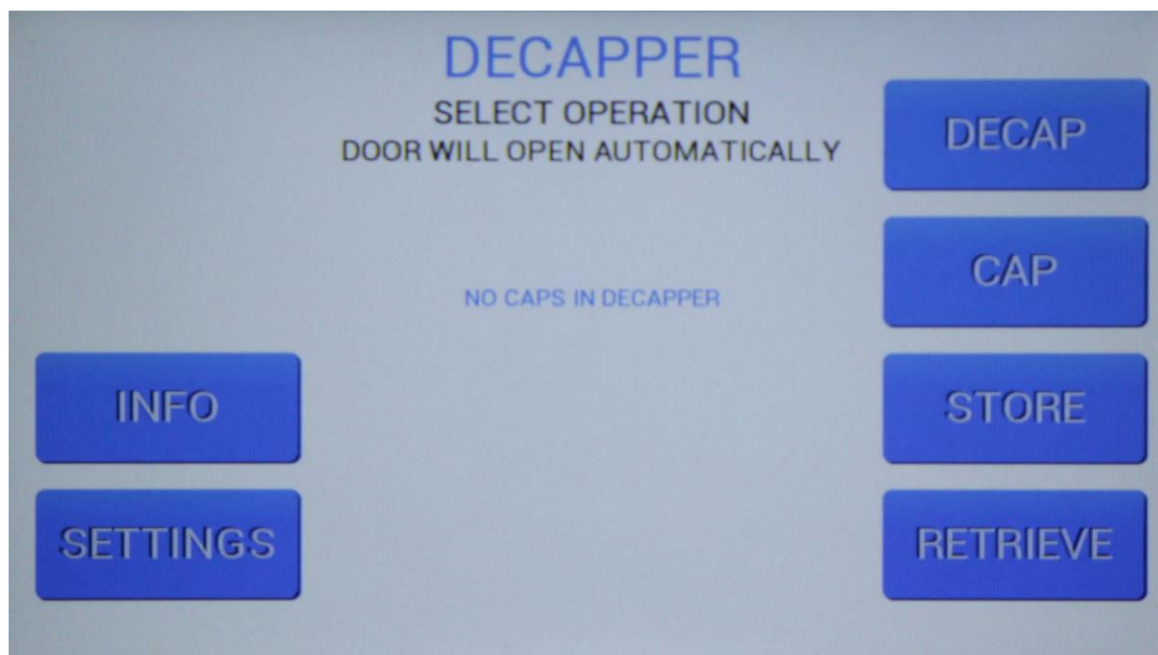 DECAPPER
SELECT OPERATION
DOOR WILL OPEN AUTOMATICALLY
DECAP
CAP
NO CAPS IN DECAPPER
INFO
STORE
SETTINGS
RETRIEVE